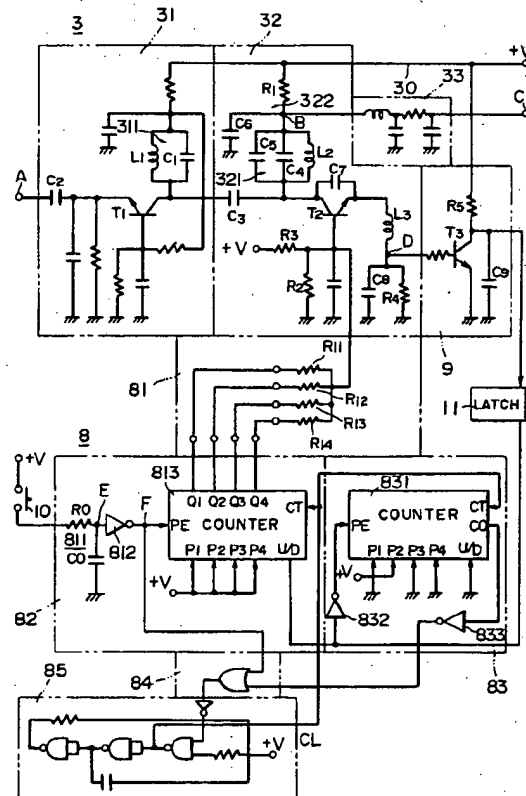 31
32
3
+V
R1
30
33
C
322
B
C6
C5
L2
311
L1
C1
C4
321
C7
A
C2
R5
T1
C3
T2
L3
T3
D
R3
+V
R2
C8
R4
C9
9
81
R11
R12
R13
R14
11
LATCH
8
+V
813
831
Q1 Q2 Q3 Q4
R0
E
F
CT
CT
10
811
812
PE
COUNTER
COUNTER
CO
PE
C0
P1 P2 P3 P4
U/D
P1 P2 P3 P4
U/D
+V
+V
82
832
833
83
84
85
+V
CL